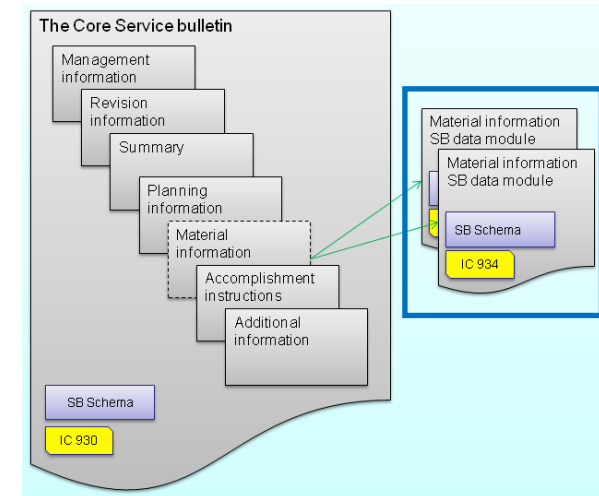 The Core Service bulletin
Management
information
Revision
information
Summary
Planning
information
Material
information
Accomplishment
instructions
Additional
information
SB Schema
IC 930
Material information
SB data module
Material information
SB data module
SB Schema
IC 934